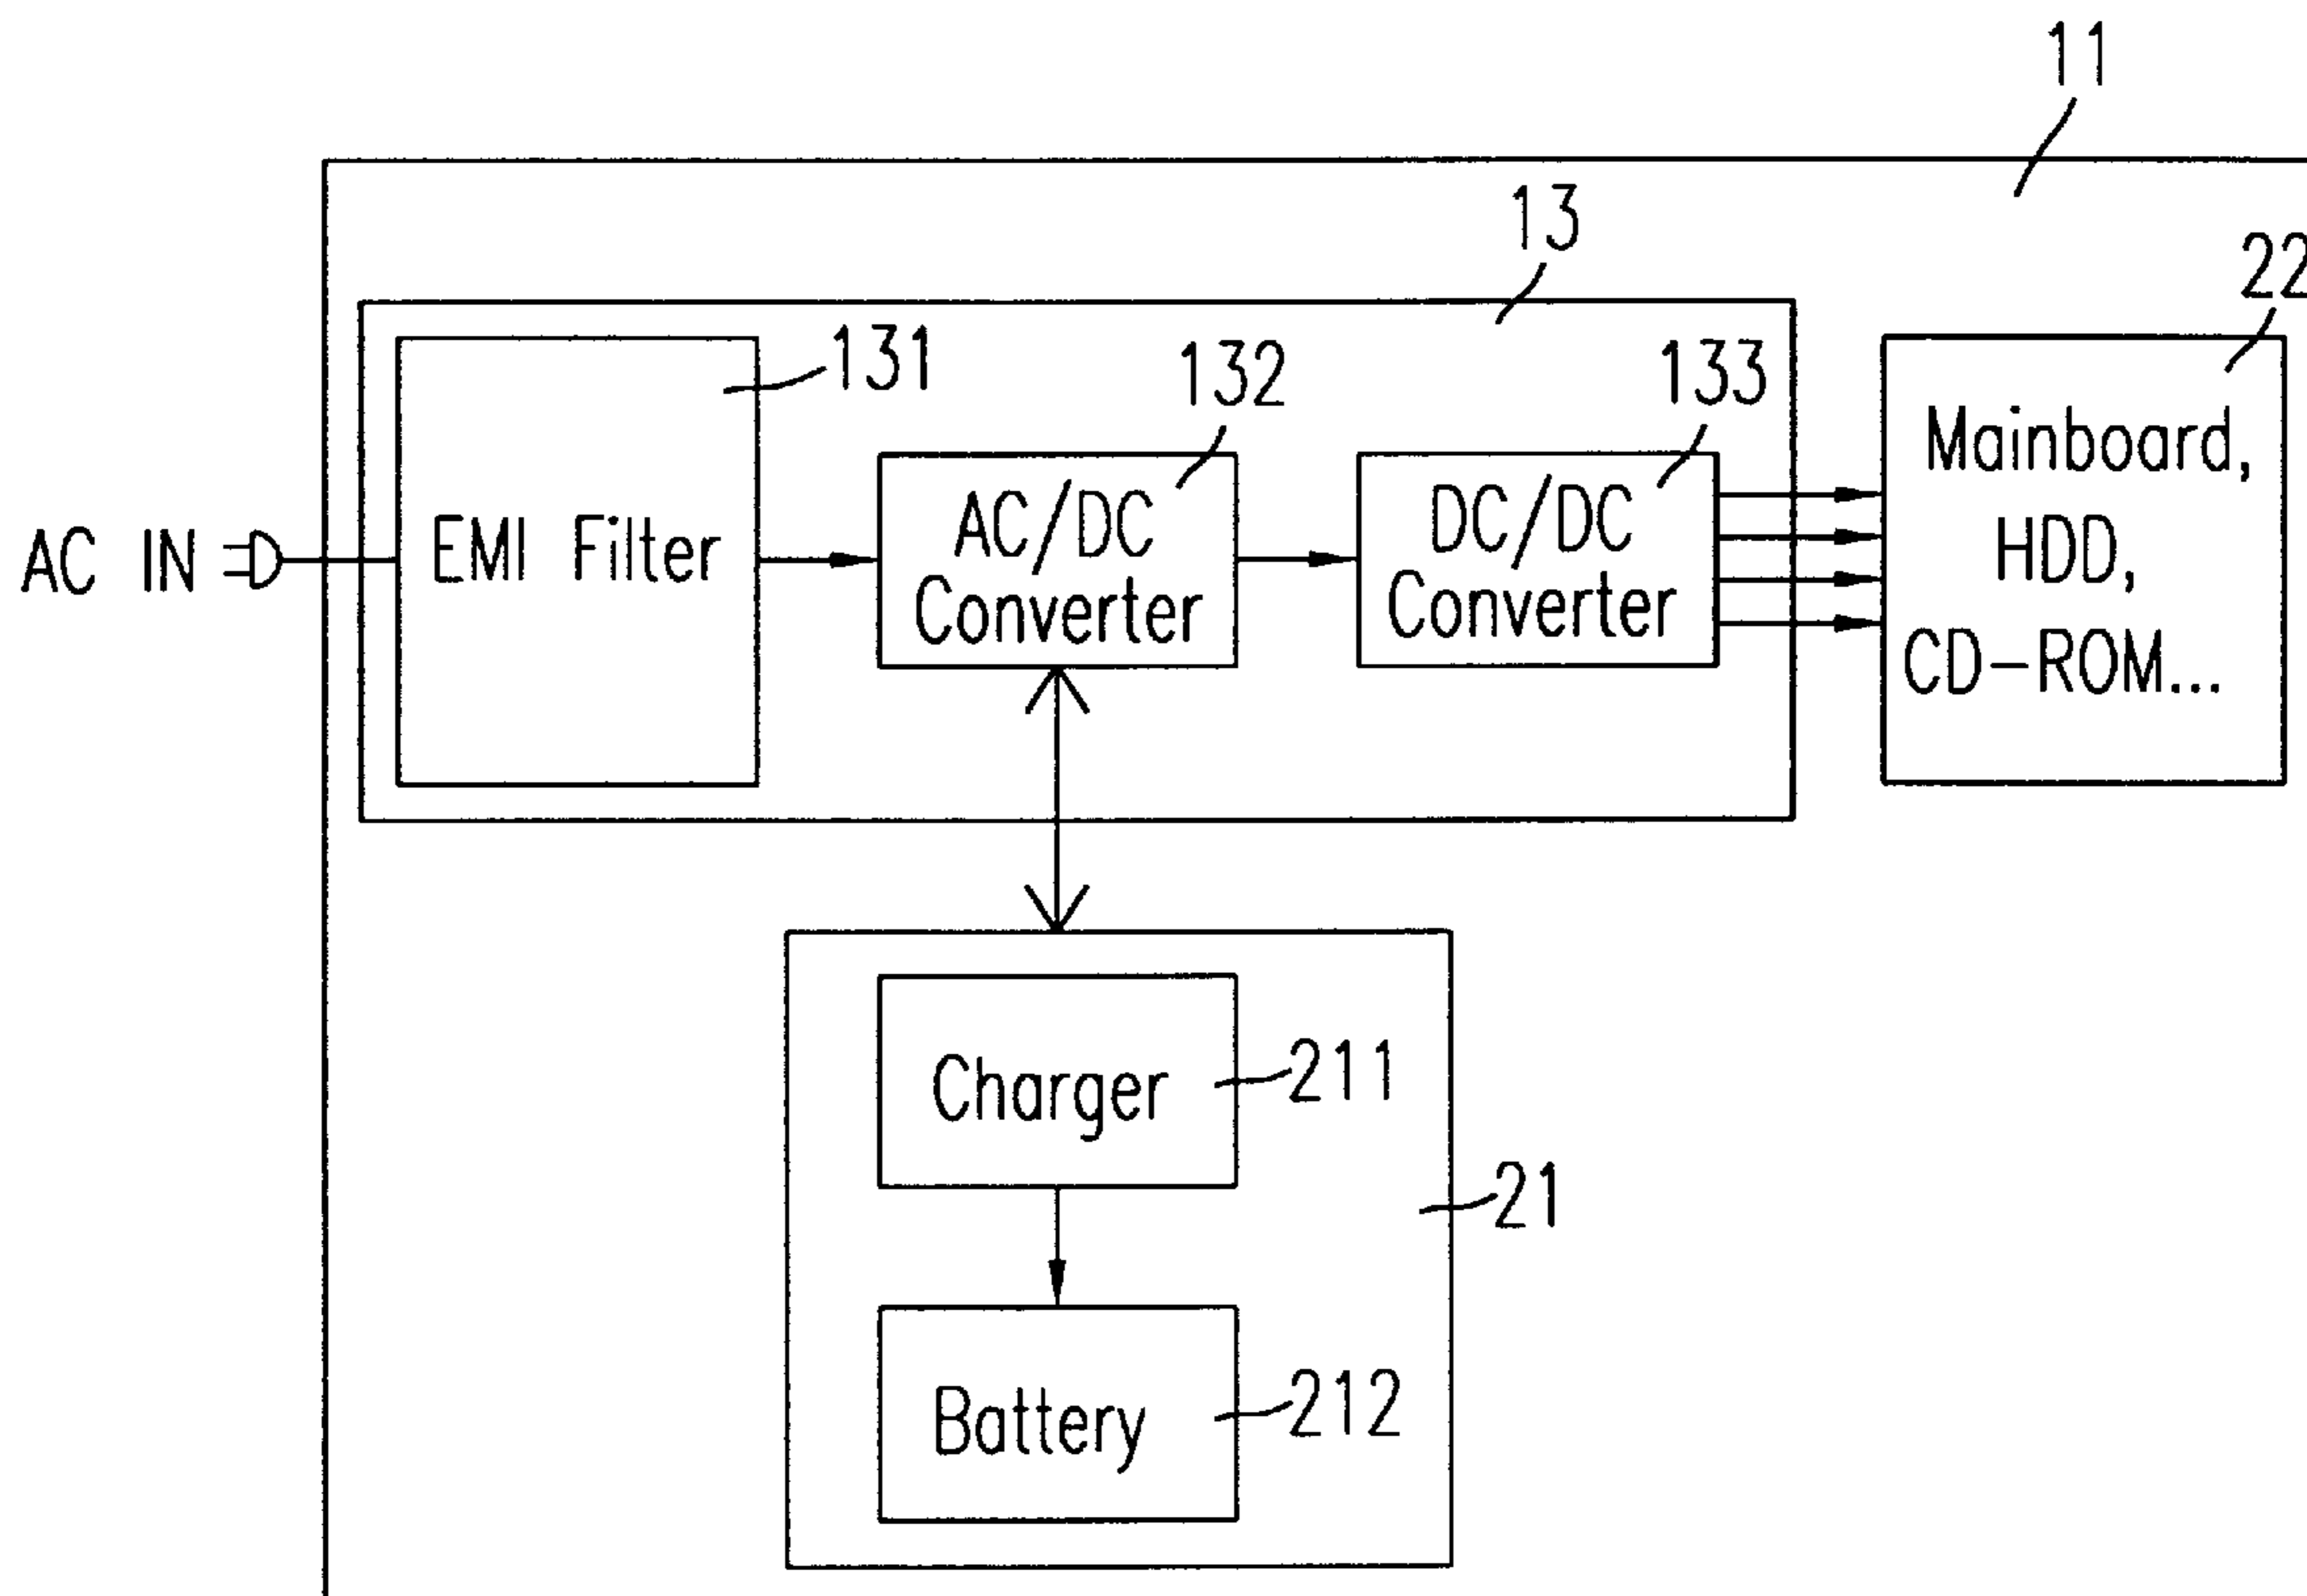 11
13
22
131
132
133
AC IN
EMI Filter
AC/DC
Converter
DC/DC
Converter
Mainboard,
HDD,
CD-ROM...
Charger
211
21
Battery
212